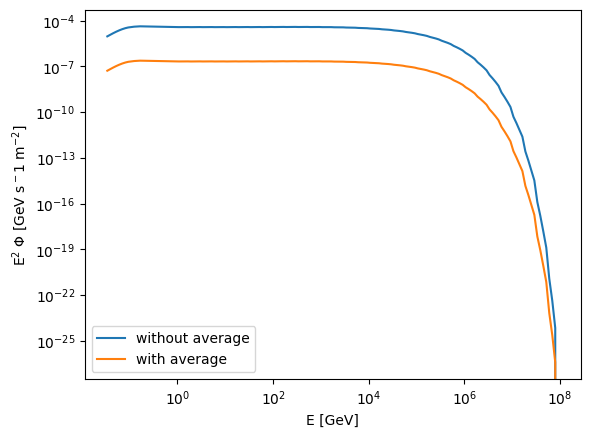 10⁻⁴
10⁻⁷
10⁻¹⁰
10⁻¹³
10⁻¹⁶
10⁻¹⁹
10⁻²²
10⁻²⁵
E² Φ [GeV s⁻1 m⁻²]
without average
with average
10⁰ 10² 10⁴ 10⁶ 10⁸
E [GeV]